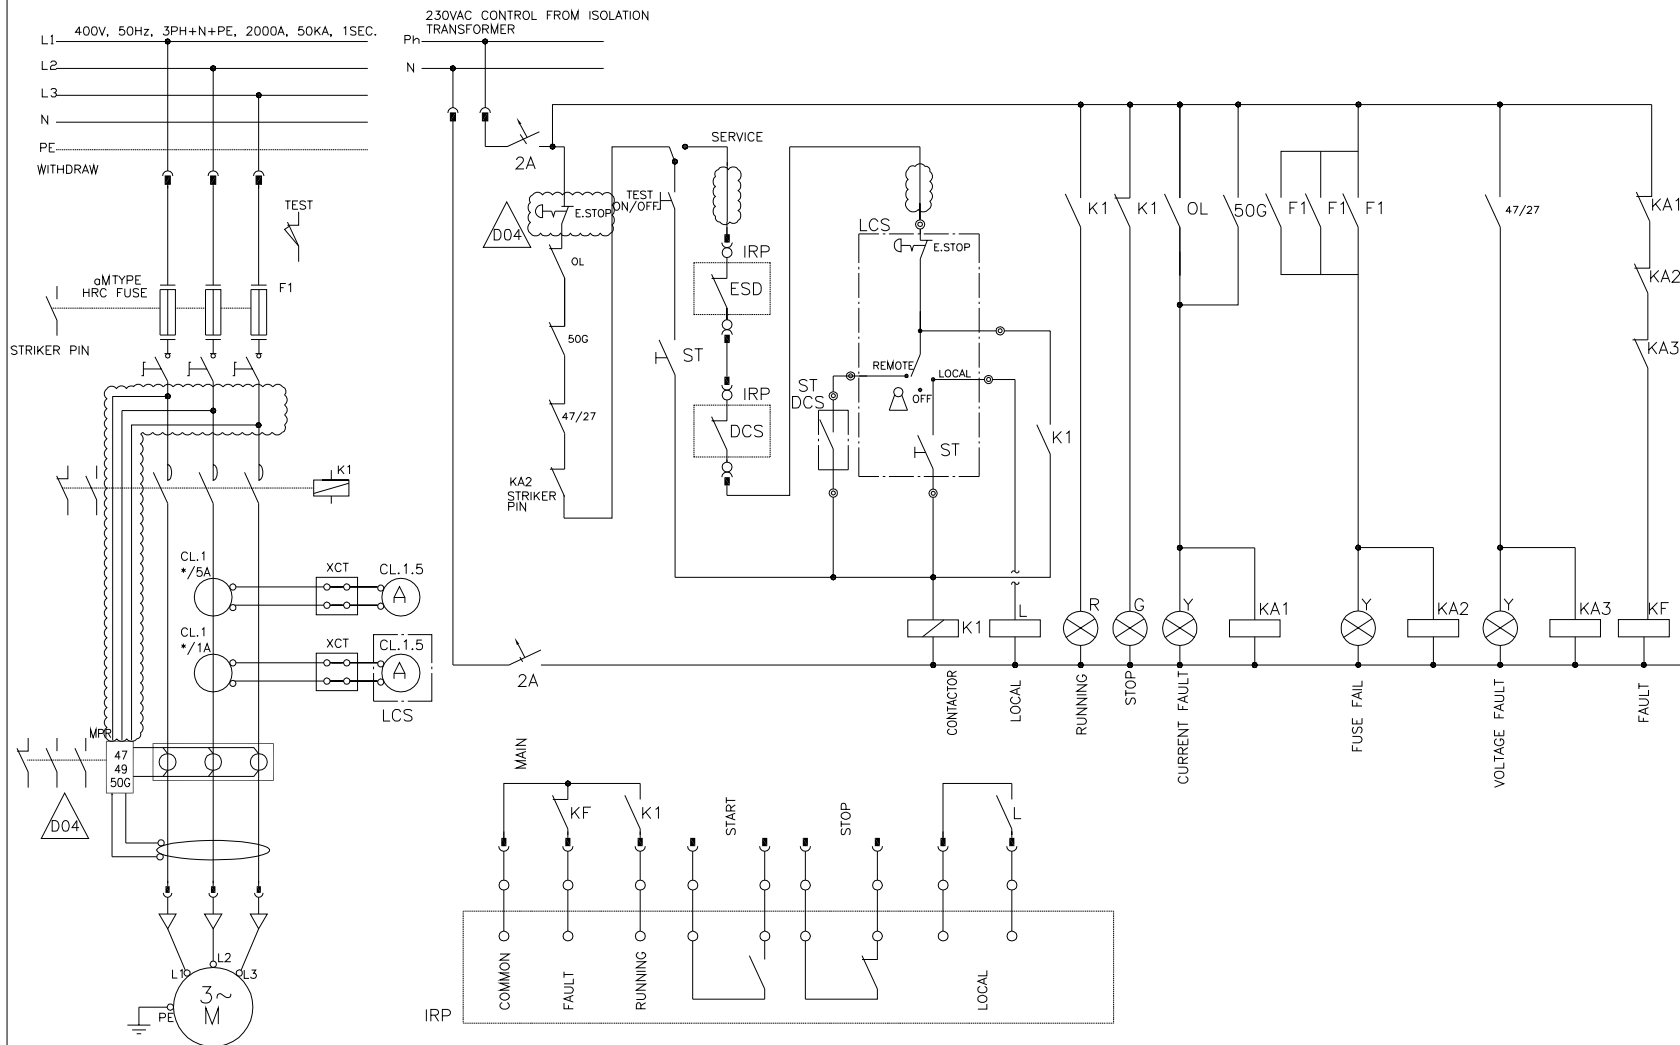 230VAC CONTROL FROM ISOLATION
TRANSFORMER
400V, 50Hz, 3PH+N+PE, 2000A, 50KA, 1SEC.
L1
L2
L3
N
PE
WITHDRAW
Ph
N
2A
SERVICE
TEST
aMTYPE
HRC FUSE
F1
STRIKER PIN
D04
E.STOP
TEST
ON/OFF
OL
50G
47/27
KA2
STRIKER
PIN
ST
IRP
ESD
IRP
DCS
LCS
E.STOP
REMOTE
LOCAL
OFF
ST
DCS
ST
K1
K1
K1
OL
50G
F1
F1
F1
47/27
KA1
KA2
KA3
K1
CL.1
*/5A
XCT
CL.1.5
A
CL.1
*/1A
XCT
CL.1.5
A
LCS
2A
K1
L
R
G
Y
KA1
Y
KA2
Y
KA3
KF
MAIN
CONTACTOR
LOCAL
RUNNING
STOP
CURRENT FAULT
FUSE FAIL
VOLTAGE FAULT
FAULT
MPR
47
49
50G
D04
KF
K1
START
STOP
L
L1
L2
L3
3~
M
PE
IRP
COMMON
FAULT
RUNNING
LOCAL